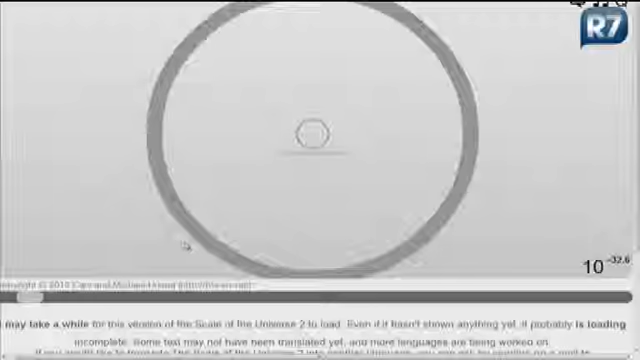 R7
10^-32.6
may take a while for this version of the Scale of the Universe 2 to load. Even if it hasn't shown anything yet, it probably is loading
incomplete. Some text may not have been translated yet, and more languages are being worked on.